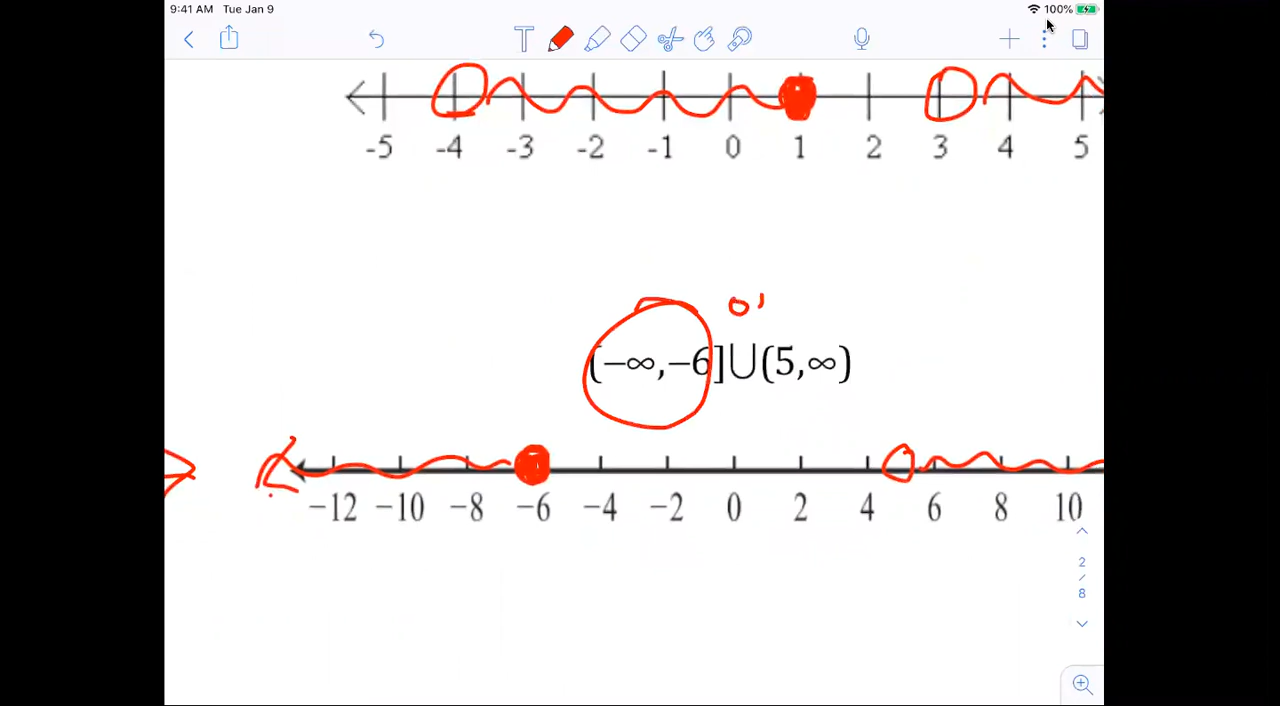 9:41 AM Tue Jan 9 100%
T
-5 -4 -3 -2 -1 0 1 2 3 4 5
(−∞,−6]∪(5,∞)
−12 −10 −8 −6 −4 −2 0 2 4 6 8 10
2
/
8